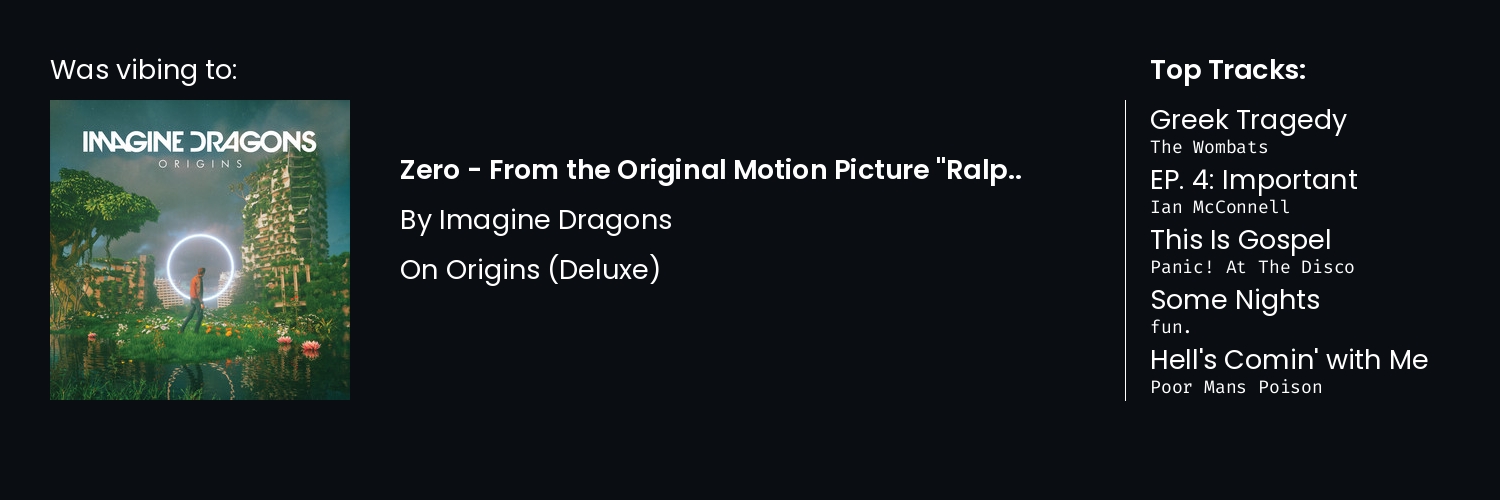 Was vibing to:
IMAGINE DRAGONS
ORIGINS
Zero - From the Original Motion Picture "Ralp..
By Imagine Dragons
On Origins (Deluxe)
Top Tracks:
Greek Tragedy
The Wombats
EP. 4: Important
Ian McConnell
This Is Gospel
Panic! At The Disco
Some Nights
fun.
Hell's Comin' with Me
Poor Mans Poison